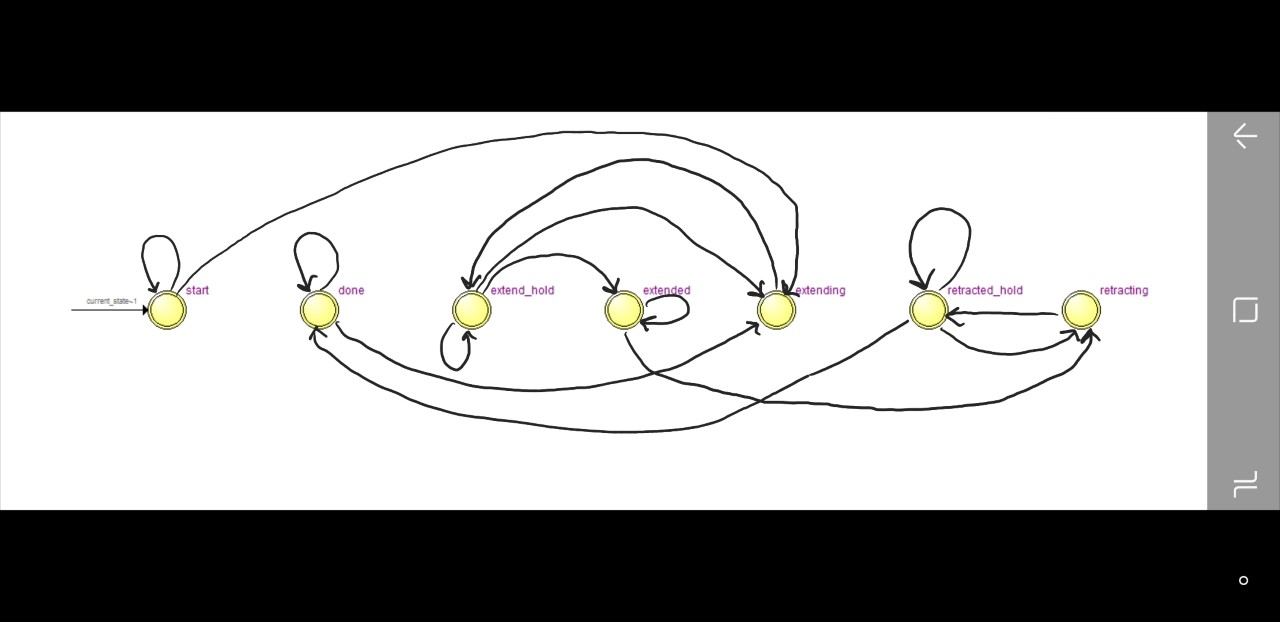 current_state~1
start
done
extend_hold
extended
extending
retracted_hold
retracting